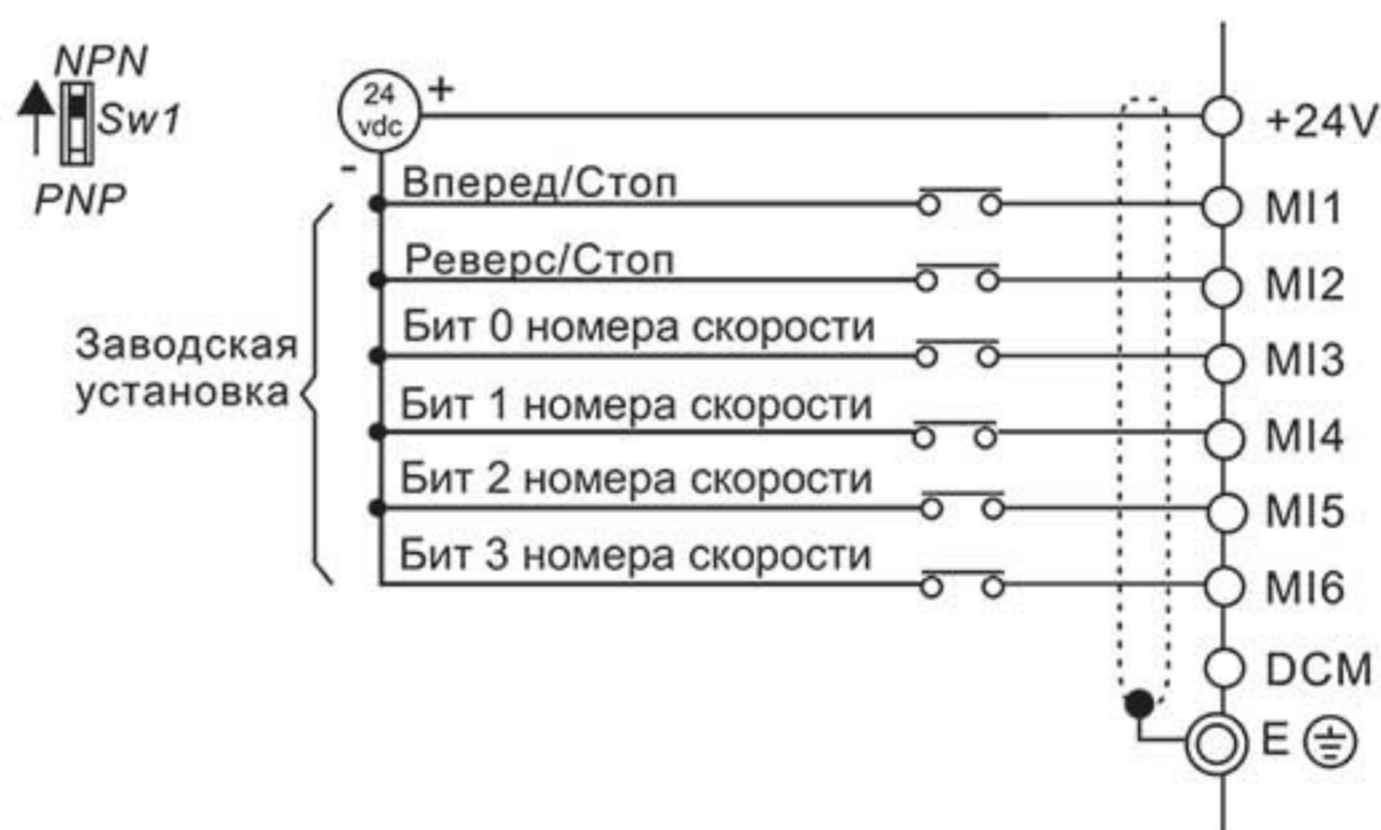 NPN
Sw1
PNP
24
vdc
+
-
+24V
Вперед/Стоп
MI1
Реверс/Стоп
MI2
Бит 0 номера скорости
MI3
Заводская
установка
Бит 1 номера скорости
MI4
Бит 2 номера скорости
MI5
Бит 3 номера скорости
MI6
DCM
E